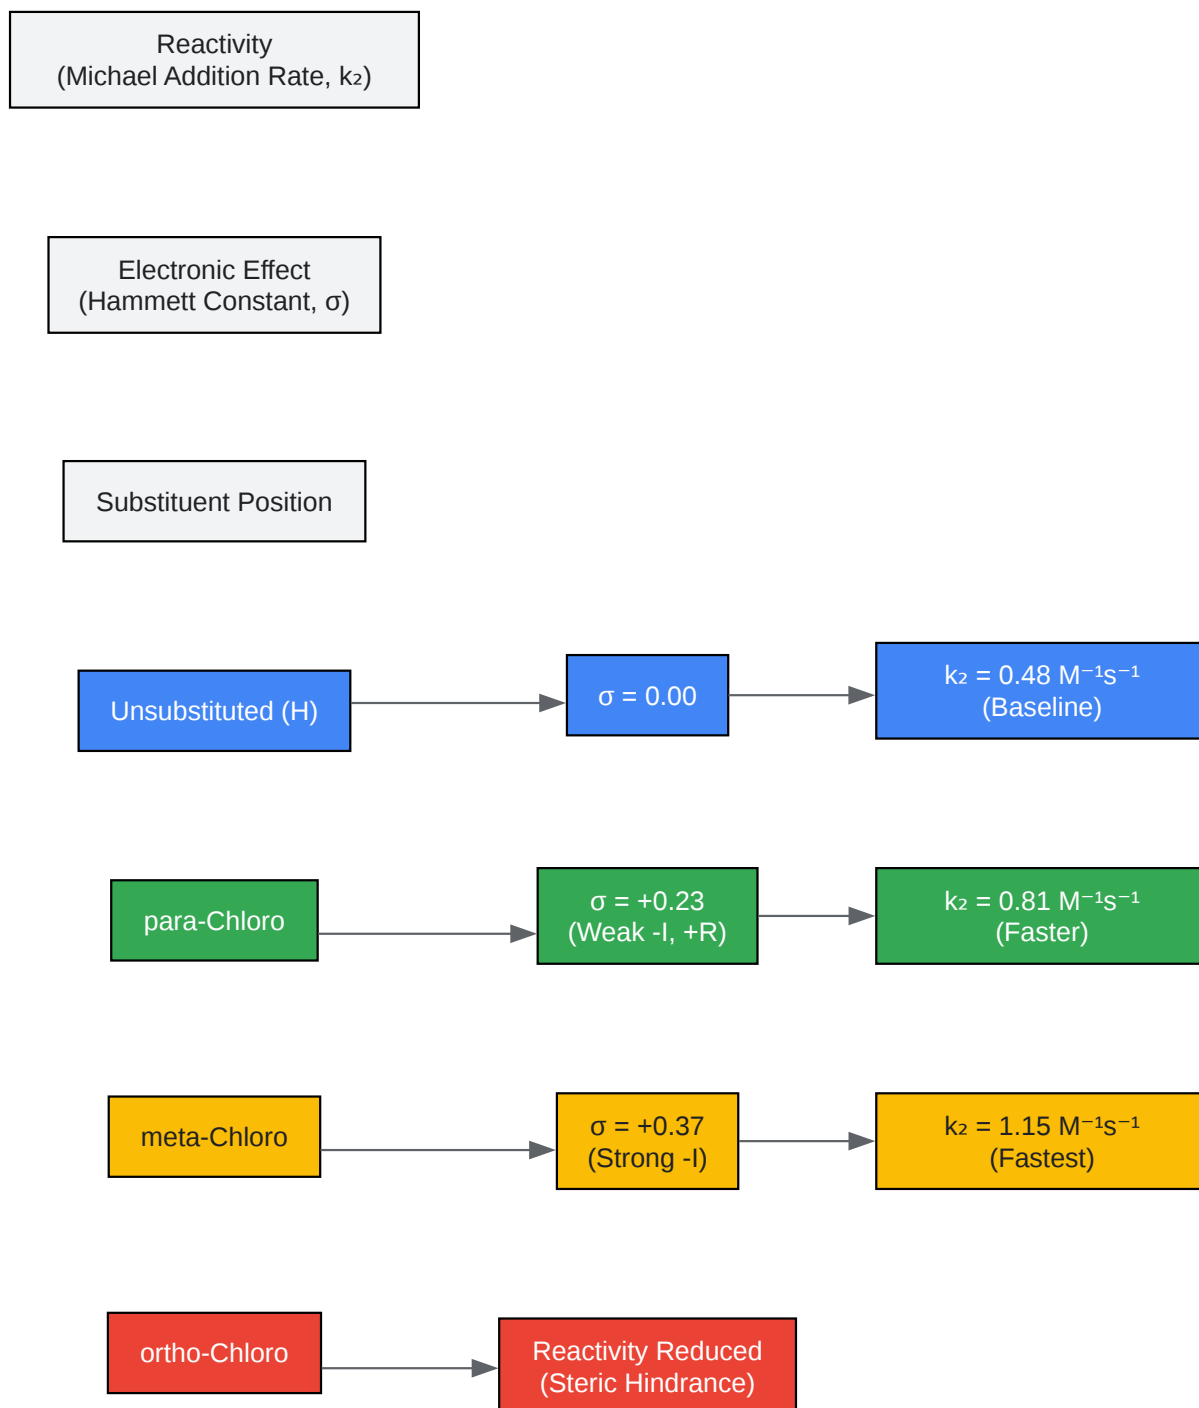 Reactivity
(Michael Addition Rate, k₂)
Electronic Effect
(Hammett Constant, σ)
Substituent Position
Unsubstituted (H)
σ = 0.00
k₂ = 0.48 M⁻¹s⁻¹
(Baseline)
para-Chloro
σ = +0.23
(Weak -I, +R)
k₂ = 0.81 M⁻¹s⁻¹
(Faster)
meta-Chloro
σ = +0.37
(Strong -I)
k₂ = 1.15 M⁻¹s⁻¹
(Fastest)
ortho-Chloro
Reactivity Reduced
(Steric Hindrance)